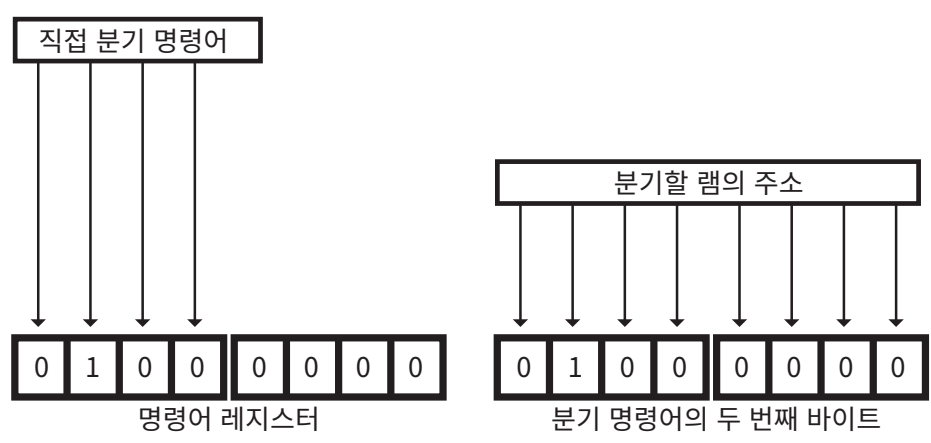 직접 분기 명령어
분기할 램의 주소
0 1 0 0 0 0 0 0
0 1 0 0 0 0 0 0
명령어 레지스터
분기 명령어의 두 번째 바이트